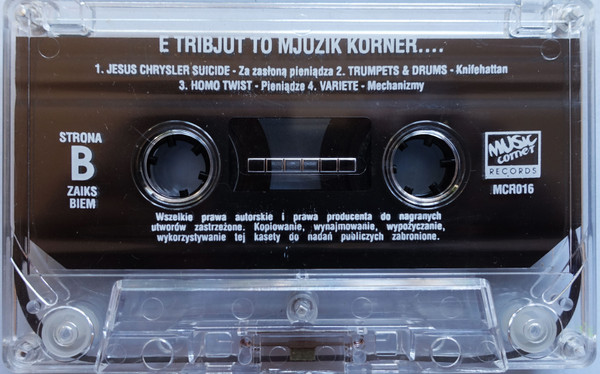 E TRIBJUT TO MJUZIK KORNER....
1. JESUS CHRYSLER SUICIDE - Za zasłoną pieniądza 2. TRUMPETS & DRUMS - Knifehattan
3. HOMO TWIST - Pieniądze 4. VARIETE - Mechanizmy
STRONA
B
ZAIKS
BIEM
MUSIC
corner
RECORDS
MCR016
Wszelkie prawa autorskie i prawa producenta do nagranych
utworów zastrzeżone. Kopiowanie, wynajmowanie, wypożyczanie,
wykorzystywanie tej kasety do nadań publiczych zabronione.